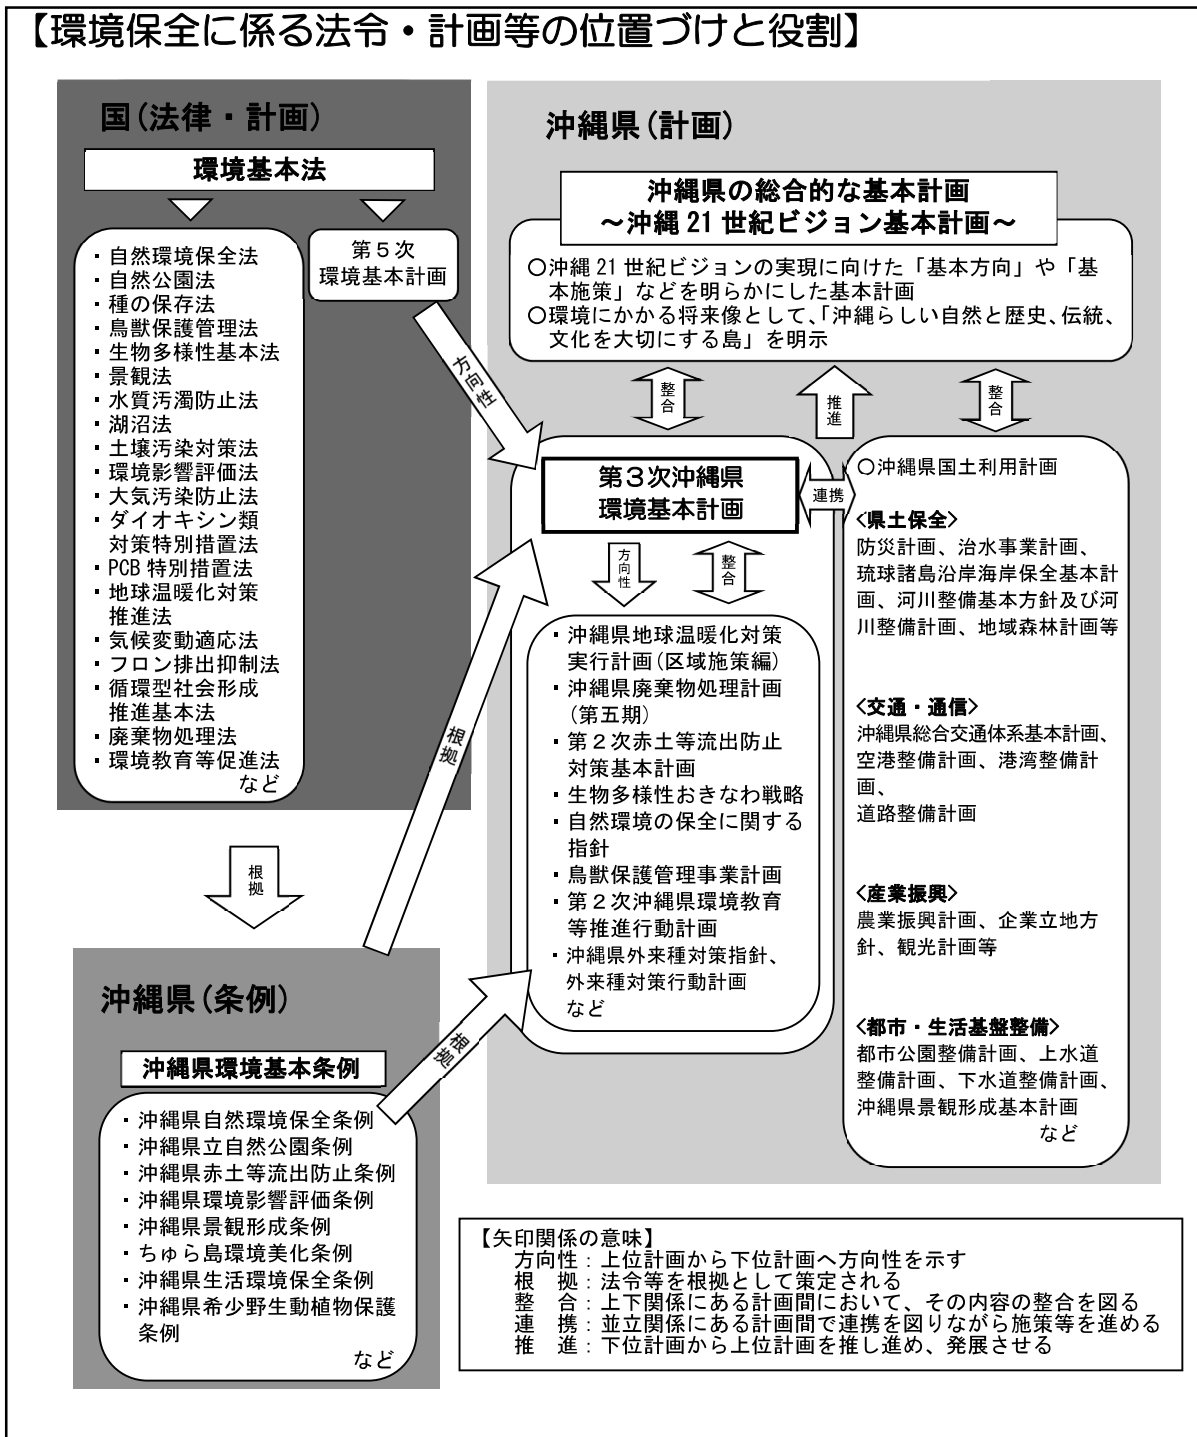 【環境保全に係る法令・計画等の位置づけと役割】
国(法律・計画)
環境基本法
・自然環境保全法
・自然公園法
・種の保存法
・鳥獣保護管理法
・生物多様性基本法
・景観法
・水質汚濁防止法
・湖沼法
・土壌汚染対策法
・環境影響評価法
・大気汚染防止法
・ダイオキシン類
対策特別措置法
・PCB 特別措置法
・地球温暖化対策
推進法
・気候変動適応法
・フロン排出抑制法
・循環型社会形成
推進基本法
・廃棄物処理法
・環境教育等促進法
など
第5次
環境基本計画
方向性
根拠
根拠
根拠
沖縄県(条例)
沖縄県環境基本条例
・沖縄県自然環境保全条例
・沖縄県立自然公園条例
・沖縄県赤土等流出防止条例
・沖縄県環境影響評価条例
・沖縄県景観形成条例
・ちゅら島環境美化条例
・沖縄県生活環境保全条例
・沖縄県希少野生動植物保護
条例
など
沖縄県(計画)
沖縄県の総合的な基本計画
~沖縄 21 世紀ビジョン基本計画~
○沖縄 21 世紀ビジョンの実現に向けた「基本方向」や「基
本施策」などを明らかにした基本計画
○環境にかかる将来像として、「沖縄らしい自然と歴史、伝統、
文化を大切にする島」を明示
整合
推進
整合
第3次沖縄県
環境基本計画
連携
方向性
整合
・沖縄県地球温暖化対策
実行計画(区域施策編)
・沖縄県廃棄物処理計画
(第五期)
・第2次赤土等流出防止
対策基本計画
・生物多様性おきなわ戦略
・自然環境の保全に関する
指針
・鳥獣保護管理事業計画
・第2次沖縄県環境教育
等推進行動計画
・沖縄県外来種対策指針、
外来種対策行動計画
など
○沖縄県国土利用計画
<県土保全>
防災計画、治水事業計画、
琉球諸島沿岸海岸保全基本計
画、河川整備基本方針及び河
川整備計画、地域森林計画等
<交通・通信>
沖縄県総合交通体系基本計画、
空港整備計画、港湾整備計
画、
道路整備計画
<産業振興>
農業振興計画、企業立地方
針、観光計画等
<都市・生活基盤整備>
都市公園整備計画、上水道
整備計画、下水道整備計画、
沖縄県景観形成基本計画
など
【矢印関係の意味】
方向性：上位計画から下位計画へ方向性を示す
根　拠：法令等を根拠として策定される
整　合：上下関係にある計画間において、その内容の整合を図る
連　携：並立関係にある計画間で連携を図りながら施策等を進める
推　進：下位計画から上位計画を推し進め、発展させる